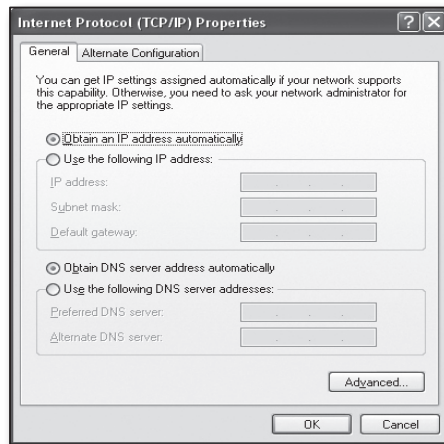 Internet Protocol (TCP/IP) Properties
General
Alternate Configuration
You can get IP settings assigned automatically if your network supports
this capability. Otherwise, you need to ask your network administrator for
the appropriate IP settings.
Obtain an IP address automatically
Use the following IP address:
IP address:
Subnet mask:
Default gateway:
Obtain DNS server address automatically
Use the following DNS server addresses:
Preferred DNS server:
Alternate DNS server:
Advanced...
OK
Cancel